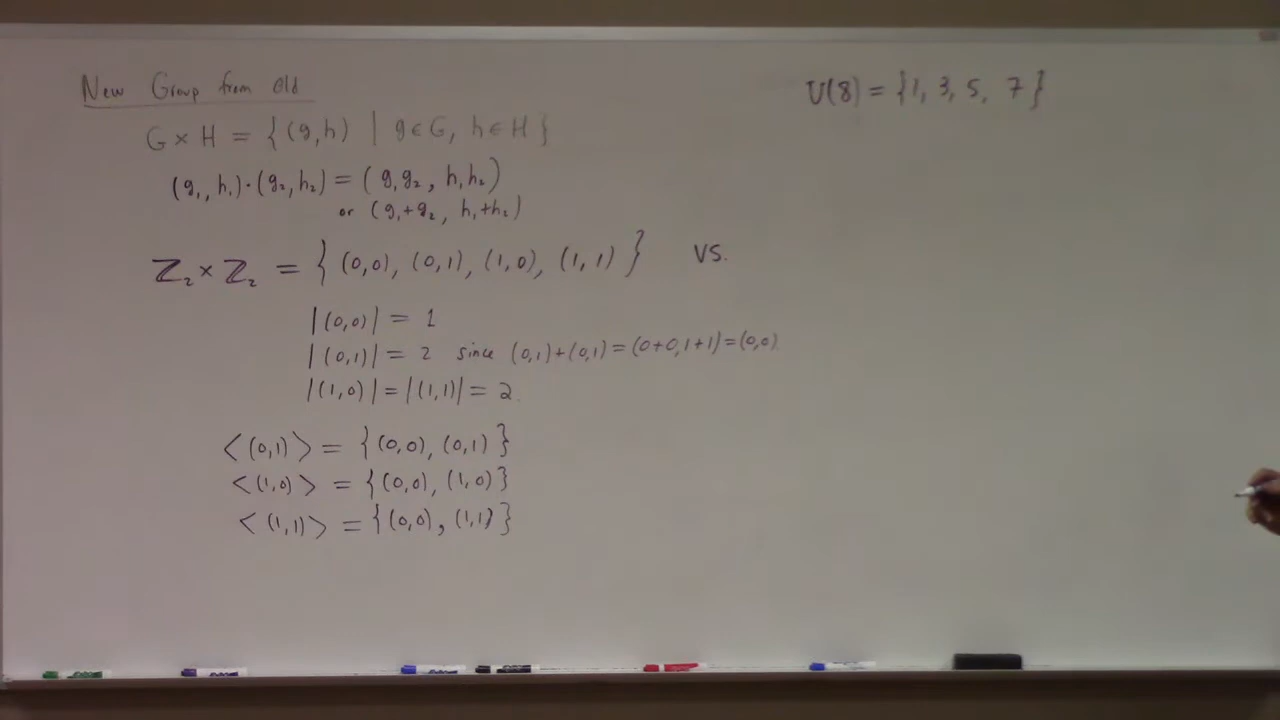 New Group from Old
G × H = { (g,h) | g ∈ G, h ∈ H }
(g₁, h₁)·(g₂, h₂) = (g₁g₂, h₁h₂)
or (g₁+g₂, h₁+h₂)
ℤ₂ × ℤ₂ = { (0,0), (0,1), (1,0), (1,1) } vs.
|(0,0)| = 1
|(0,1)| = 2 since (0,1)+(0,1) = (0+0, 1+1) = (0,0)
|(1,0)| = |(1,1)| = 2.
<(0,1)> = {(0,0), (0,1)}
<(1,0)> = {(0,0), (1,0)}
<(1,1)> = {(0,0), (1,1)}
U(8) = {1, 3, 5, 7}